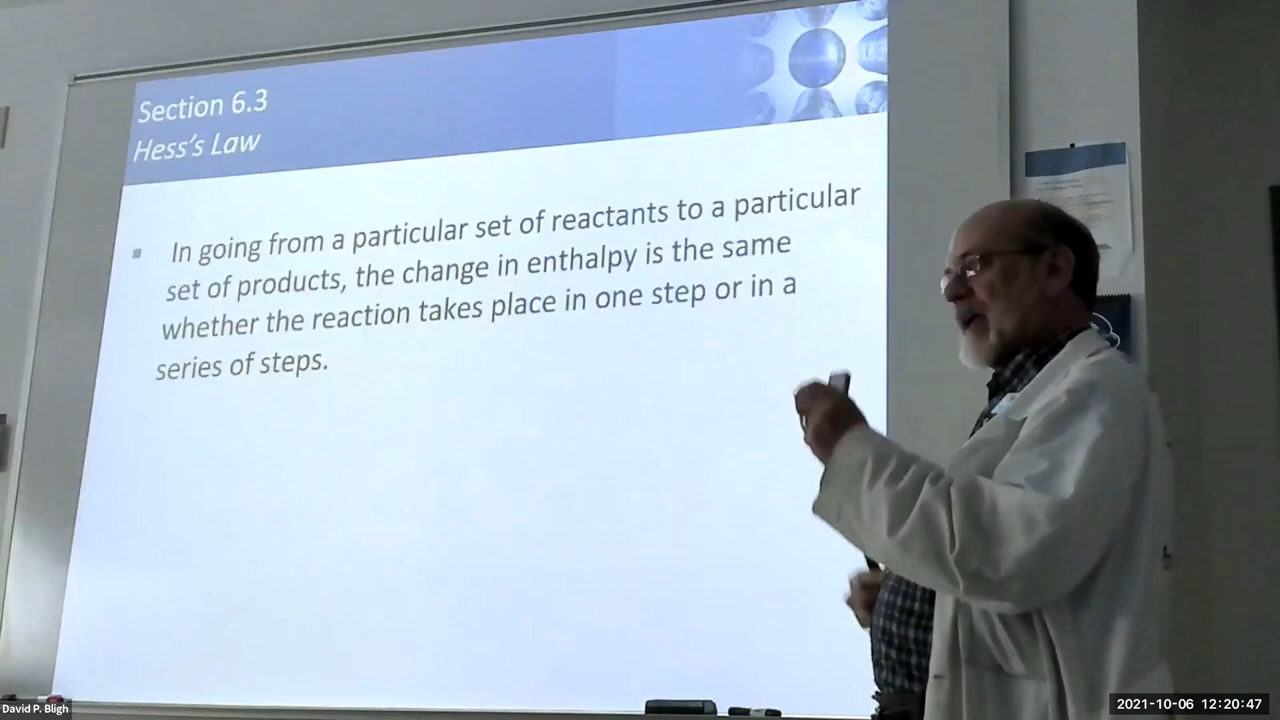 Section 6.3
Hess's Law
▪ In going from a particular set of reactants to a particular
set of products, the change in enthalpy is the same
whether the reaction takes place in one step or in a
series of steps.
David P. Bligh
2021-10-06 12:20:47